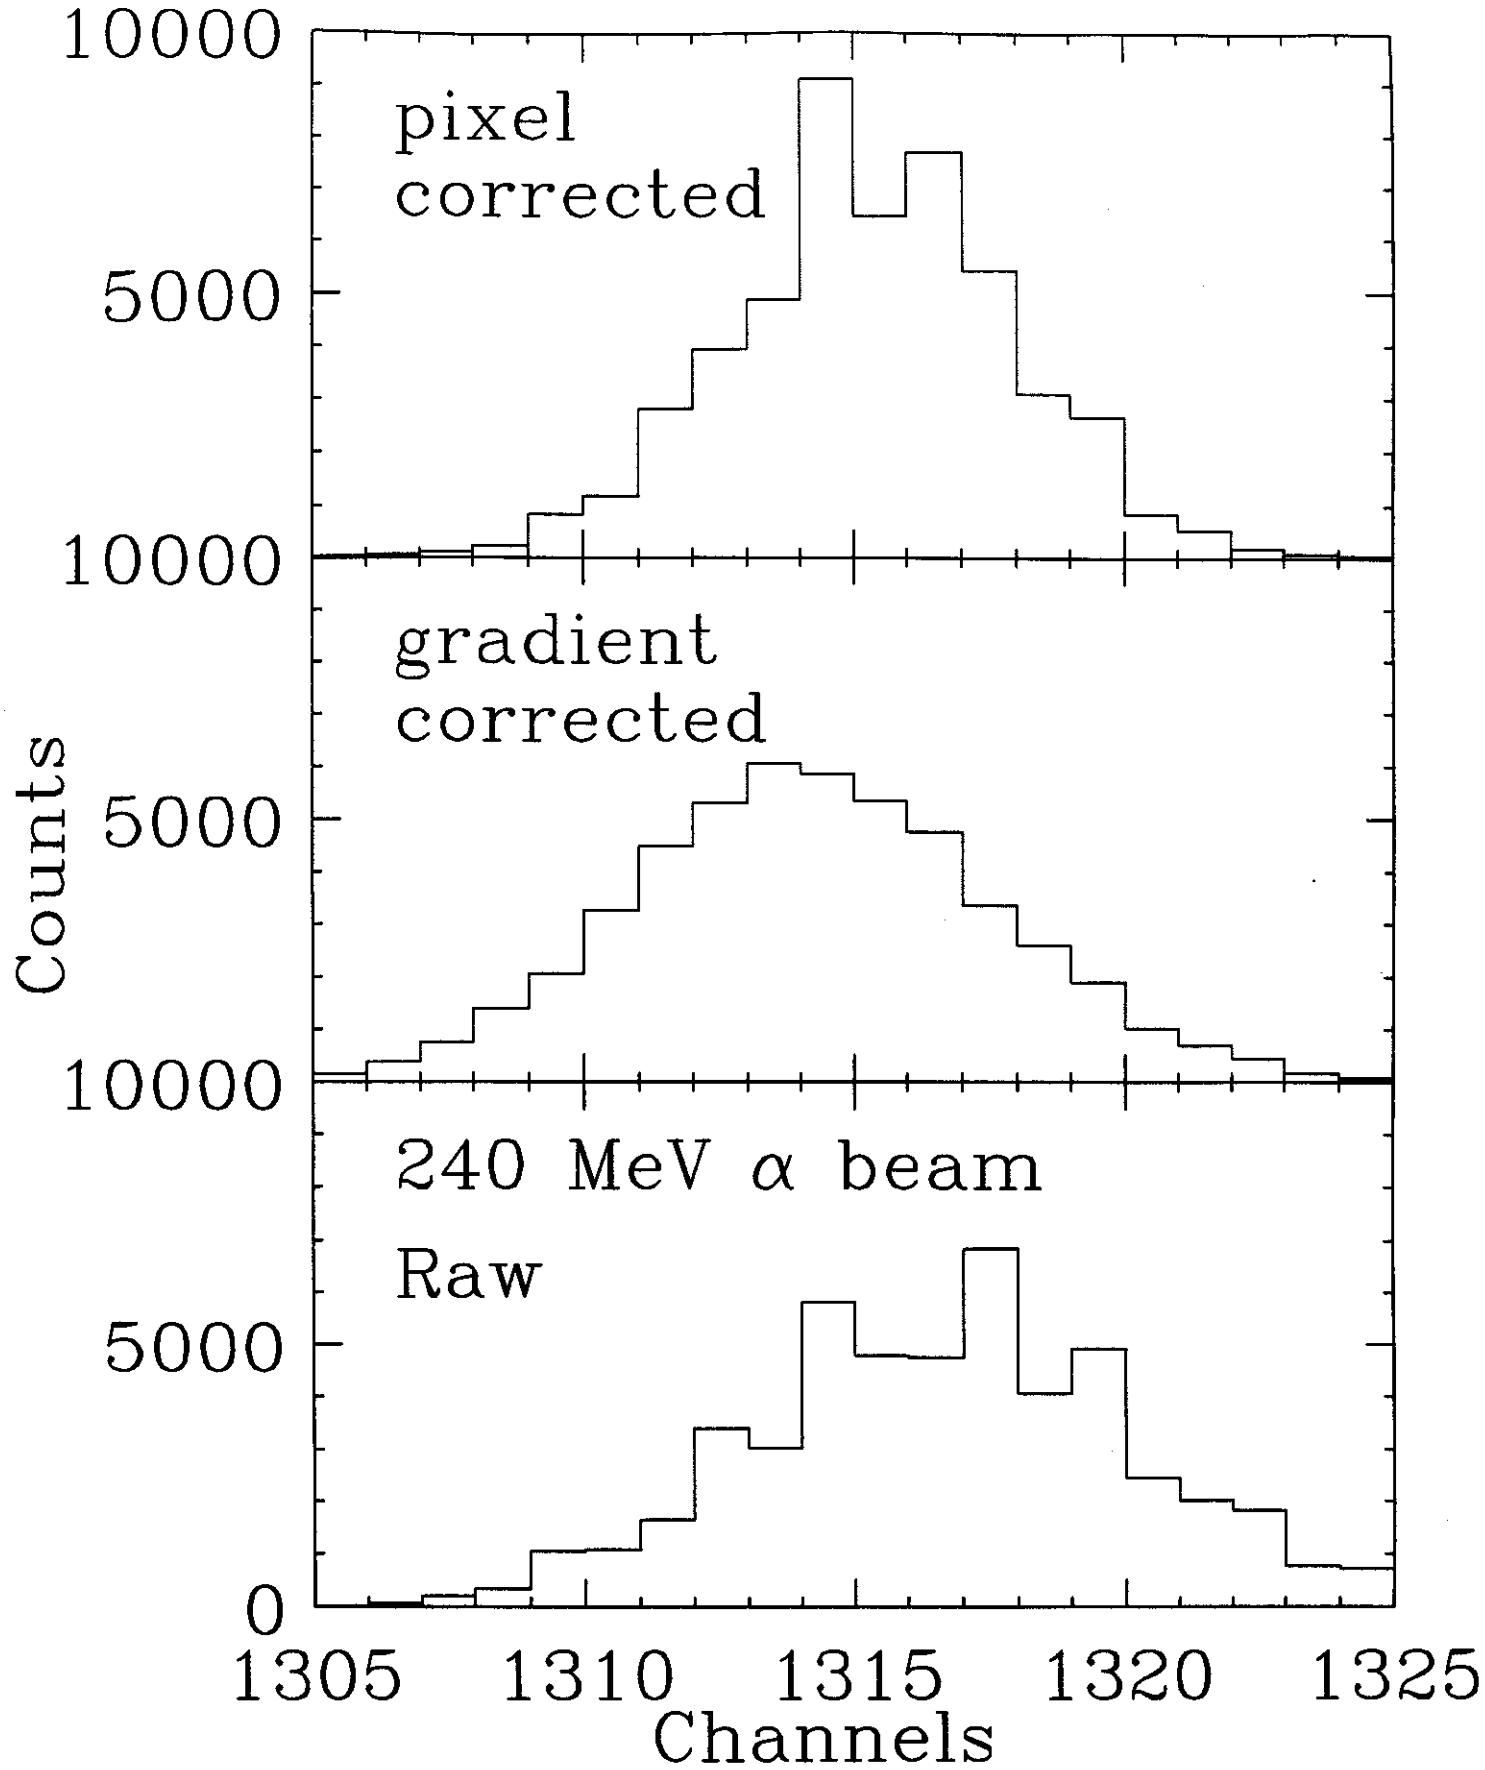 10000
pixel
corrected
5000
10000
gradient
corrected
5000
10000
240 MeV α beam
Raw
5000
0
1305 1310 1315 1320 1325
Channels
Counts